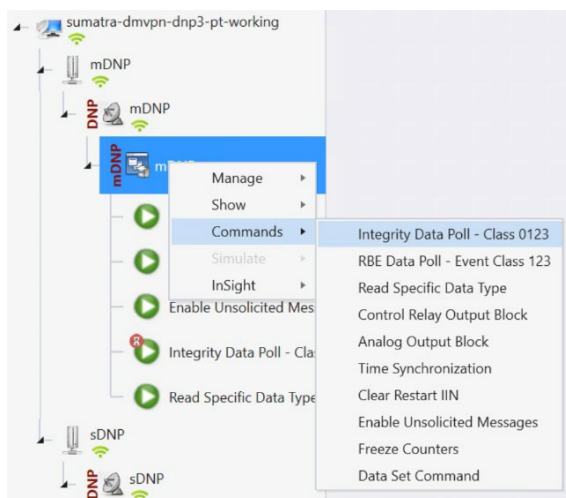 sumatra-dmvpn-dnp3-pt-working
mDNP
DNP
mDNP
mDNP
Manage
Show
Commands
Simulate
InSight
Integrity Data Poll - Class 0123
RBE Data Poll - Event Class 123
Read Specific Data Type
Control Relay Output Block
Analog Output Block
Time Synchronization
Clear Restart IIN
Enable Unsolicited Messages
Freeze Counters
Data Set Command
Enable Unsolicited Mes
Integrity Data Poll - Cla
Read Specific Data Type
sDNP
DNP
sDNP